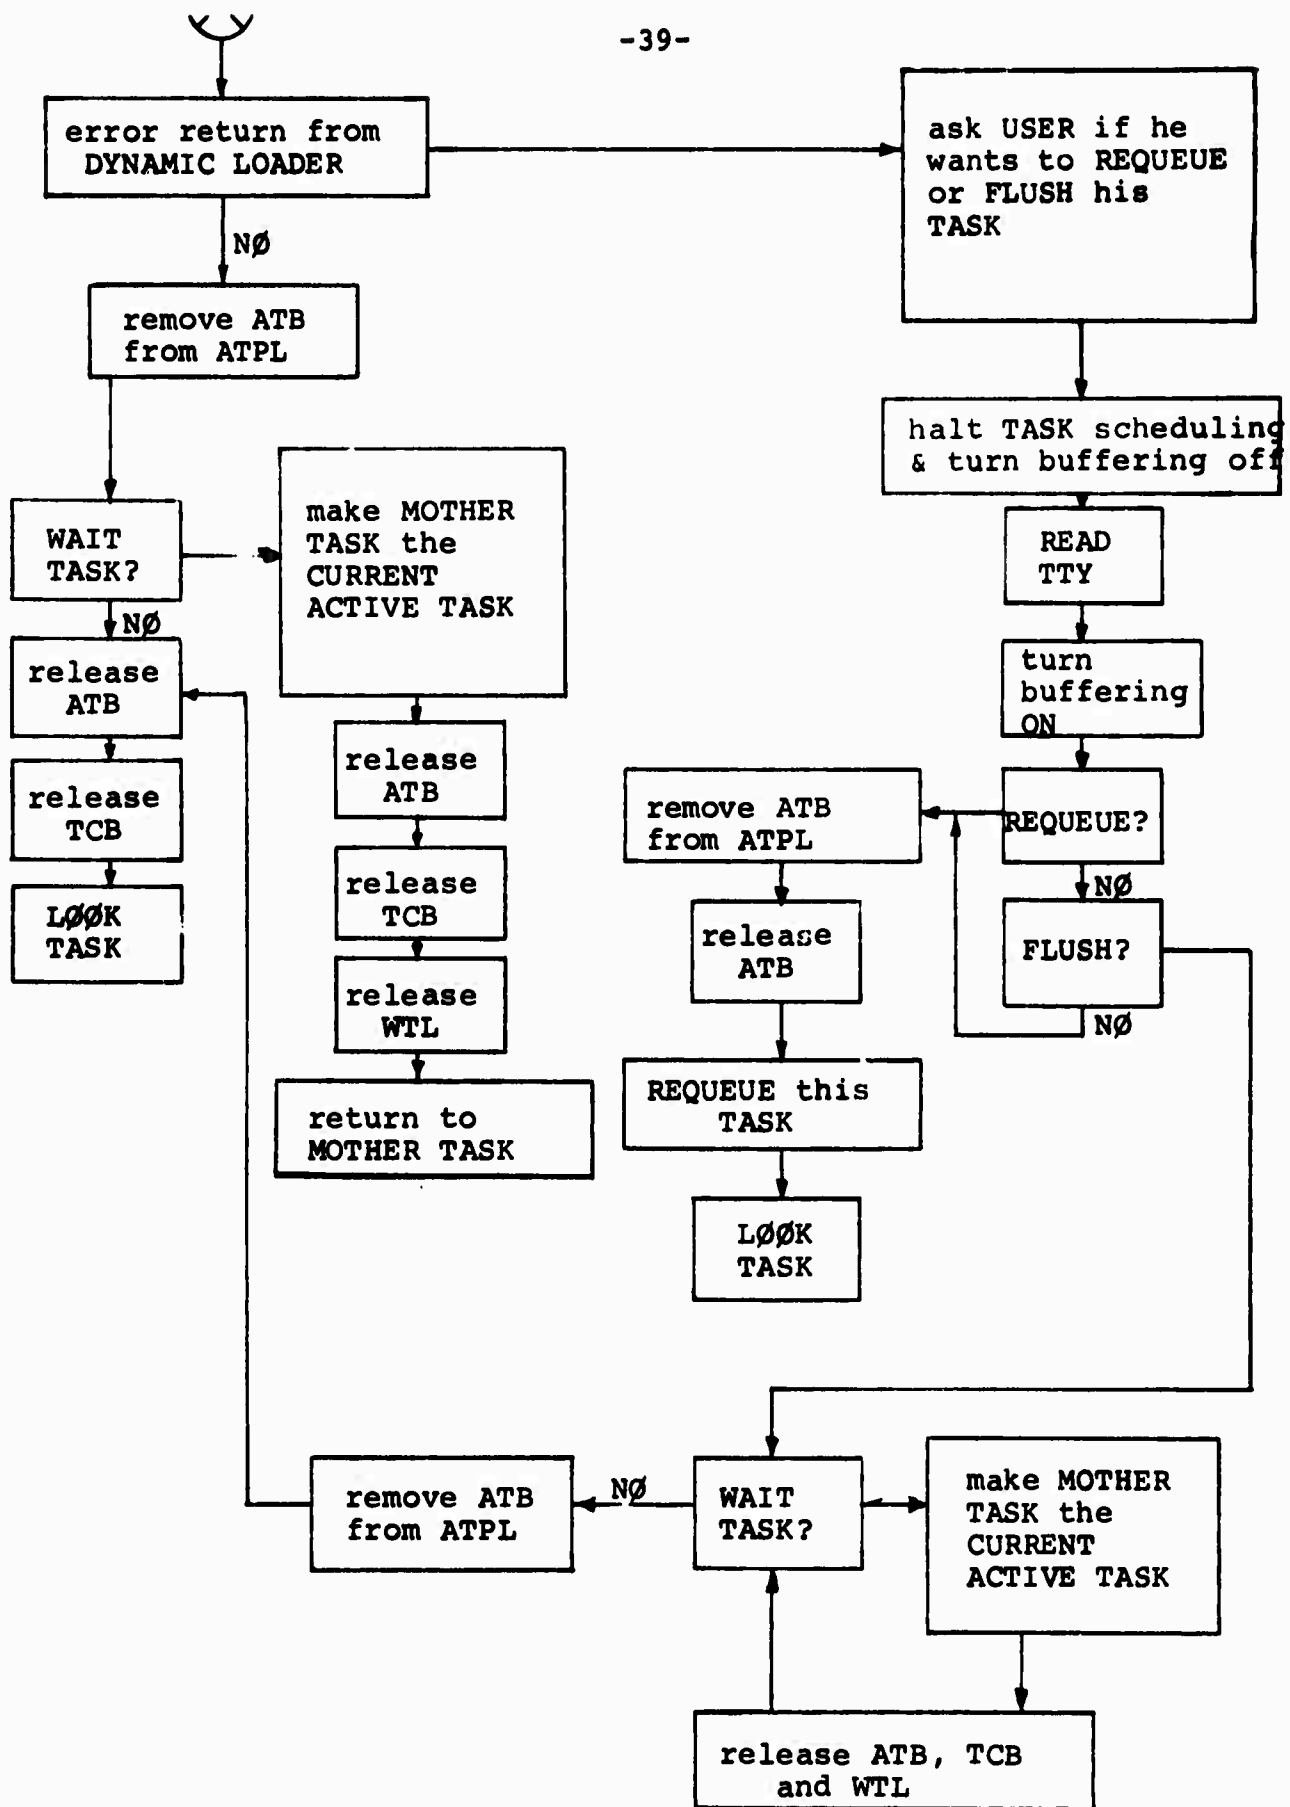 -39-
error return from
DYNAMIC LOADER
NØ
remove ATB
from ATPL
WAIT
TASK?
NØ
release
ATB
release
TCB
LØØK
TASK
make MOTHER
TASK the
CURRENT
ACTIVE TASK
release
ATB
release
TCB
release
WTL
return to
MOTHER TASK
ask USER if he
wants to REQUEUE
or FLUSH his
TASK
halt TASK scheduling
& turn buffering off
READ
TTY
turn
buffering
ON
REQUEUE?
NØ
FLUSH?
NØ
remove ATB
from ATPL
release
ATB
REQUEUE this
TASK
LØØK
TASK
WAIT
TASK?
NØ
remove ATB
from ATPL
make MOTHER
TASK the
CURRENT
ACTIVE TASK
release ATB, TCB
and WTL